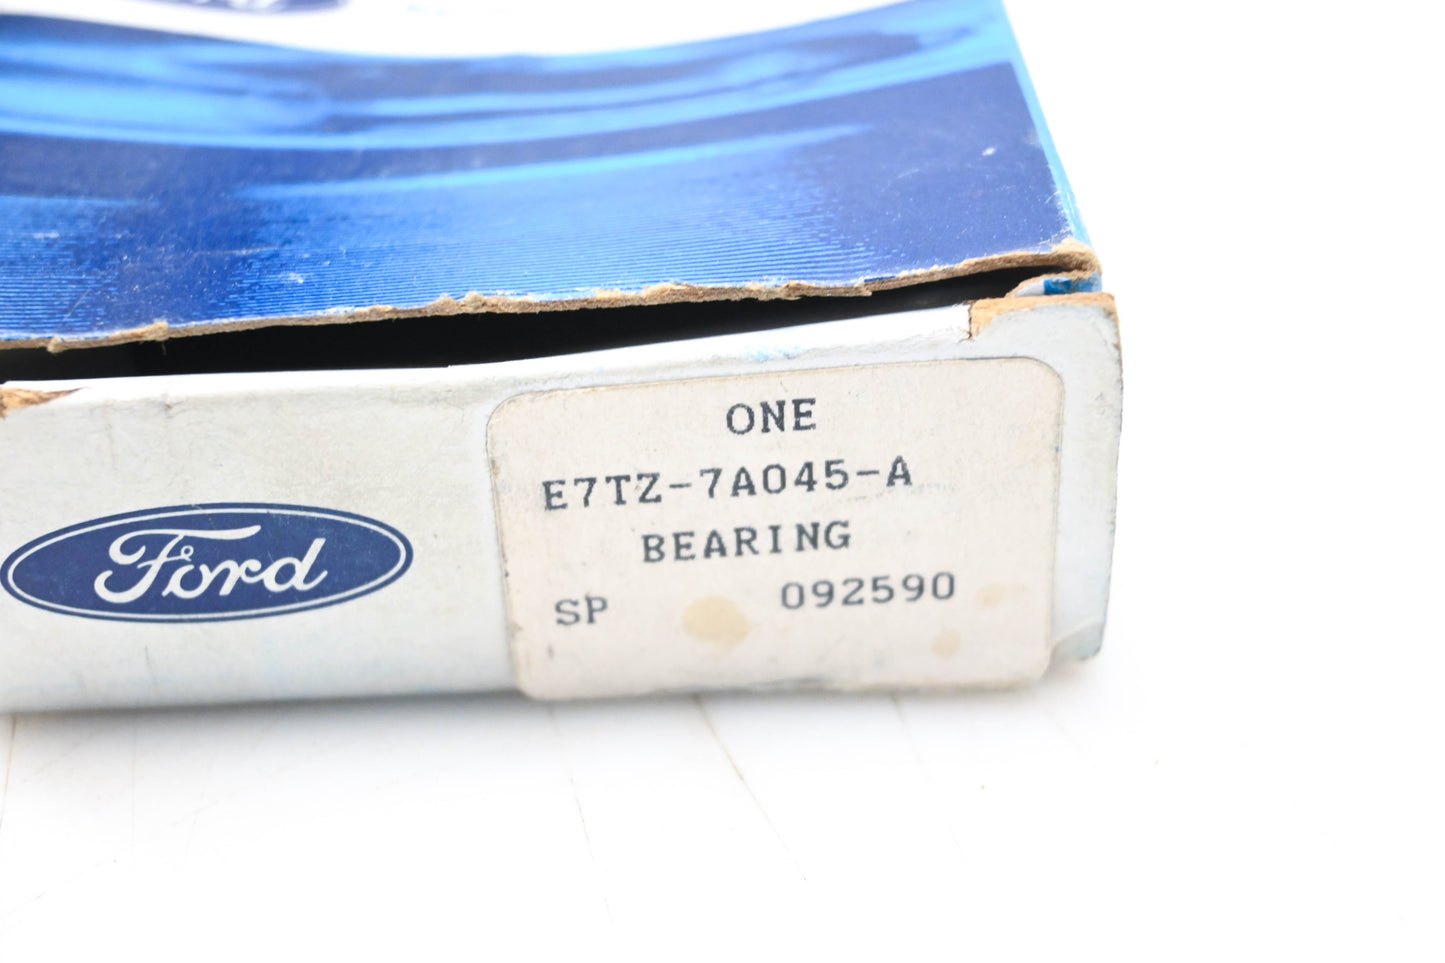 Ford
ONE
E7TZ-7A045-A
BEARING
SP 092590